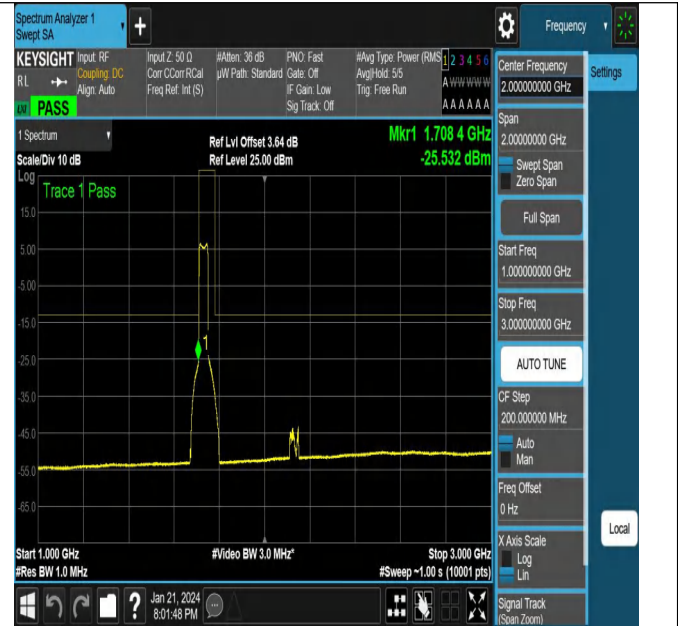 Spectrum Analyzer 1
Swept SA
+
Frequency
KEYSIGHT
RL
LXI PASS
Input: RF
Coupling: DC
Align: Auto
Input Z: 50 Ω
Corr CCorr RCal
Freq Ref: Int (S)
#Atten: 36 dB
µW Path: Standard
PNO: Fast
Gate: Off
IF Gain: Low
Sig Track: Off
#Avg Type: Power (RMS
Avg|Hold: 5/5
Trig: Free Run
1 2 3 4 5 6
A W W W W W
A A A A A A
1 Spectrum
Scale/Div 10 dB
Ref Lvl Offset 3.64 dB
Ref Level 25.00 dBm
Mkr1 1.708 4 GHz
-25.532 dBm
Log
Trace 1 Pass
15.0
5.00
-5.00
-15.0
1
-25.0
-35.0
-45.0
-55.0
-65.0
Start 1.000 GHz
#Res BW 1.0 MHz
#Video BW 3.0 MHz*
Stop 3.000 GHz
#Sweep ~1.00 s (10001 pts)
Center Frequency
2.000000000 GHz
Settings
Span
2.00000000 GHz
Swept Span
Zero Span
Full Span
Start Freq
1.000000000 GHz
Stop Freq
3.000000000 GHz
AUTO TUNE
CF Step
200.000000 MHz
Auto
Man
Freq Offset
0 Hz
Local
X Axis Scale
Log
Lin
Signal Track
(Span Zoom)
?
Jan 21, 2024
8:01:48 PM